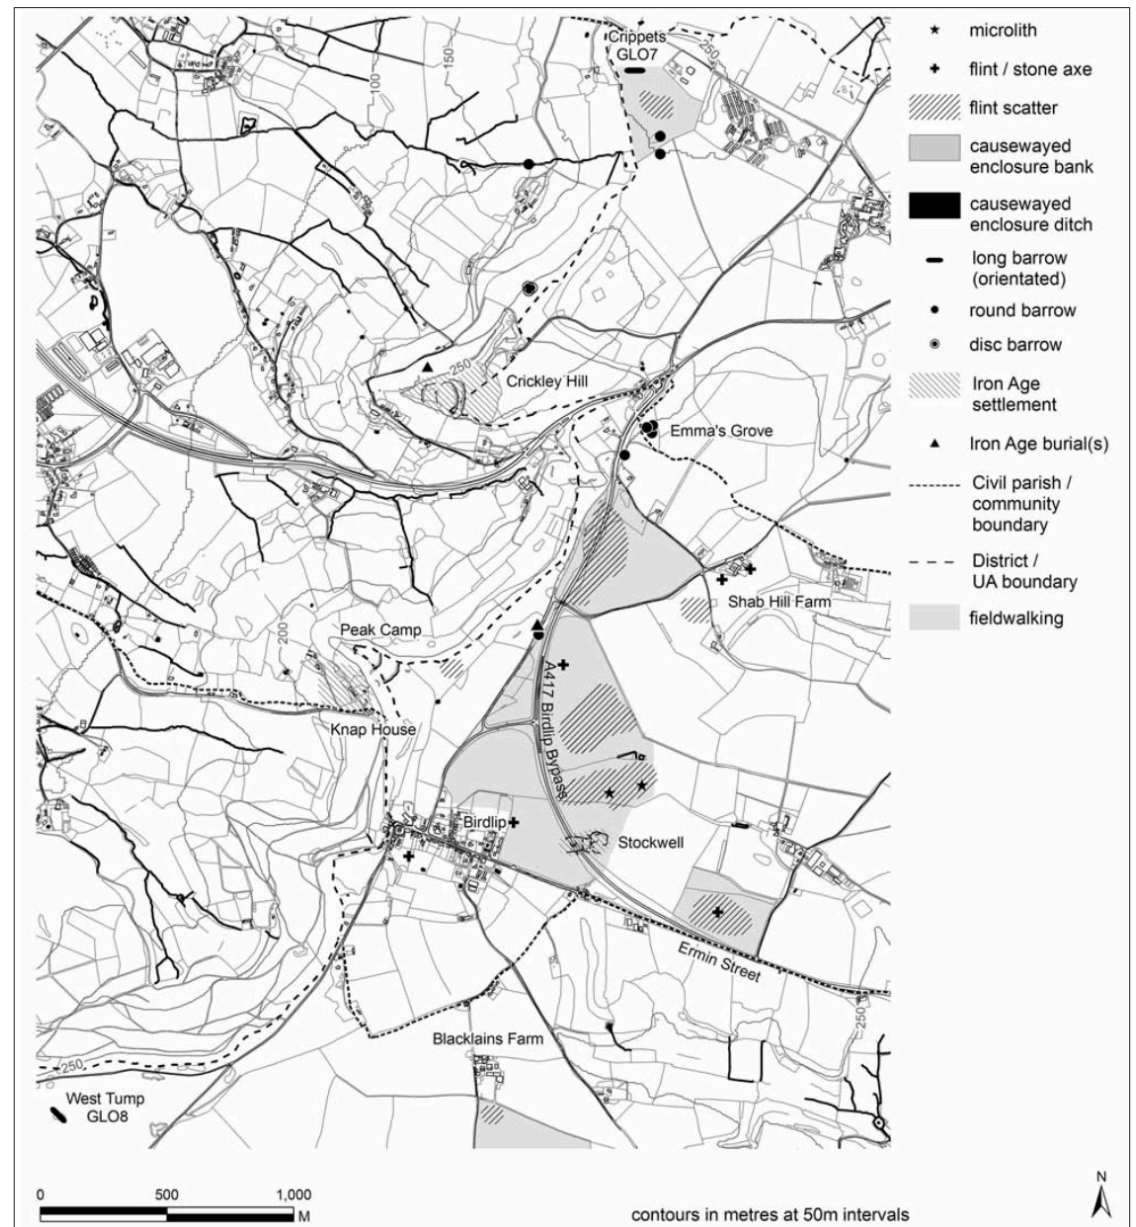 Crippets
GLO7
250
150
100
250
Crickley Hill
Emma's Grove
Shab Hill Farm
Peak Camp
200
A417 Birdlip Bypass
Knap House
Birdlip
Stockwell
Ermin Street
250
Blacklains Farm
250
West Tump
GLO8
microlith
flint / stone axe
flint scatter
causewayed
enclosure bank
causewayed
enclosure ditch
long barrow
(orientated)
round barrow
disc barrow
Iron Age
settlement
Iron Age burial(s)
Civil parish /
community
boundary
District /
UA boundary
fieldwalking
0 500 1,000
M
contours in metres at 50m intervals
N